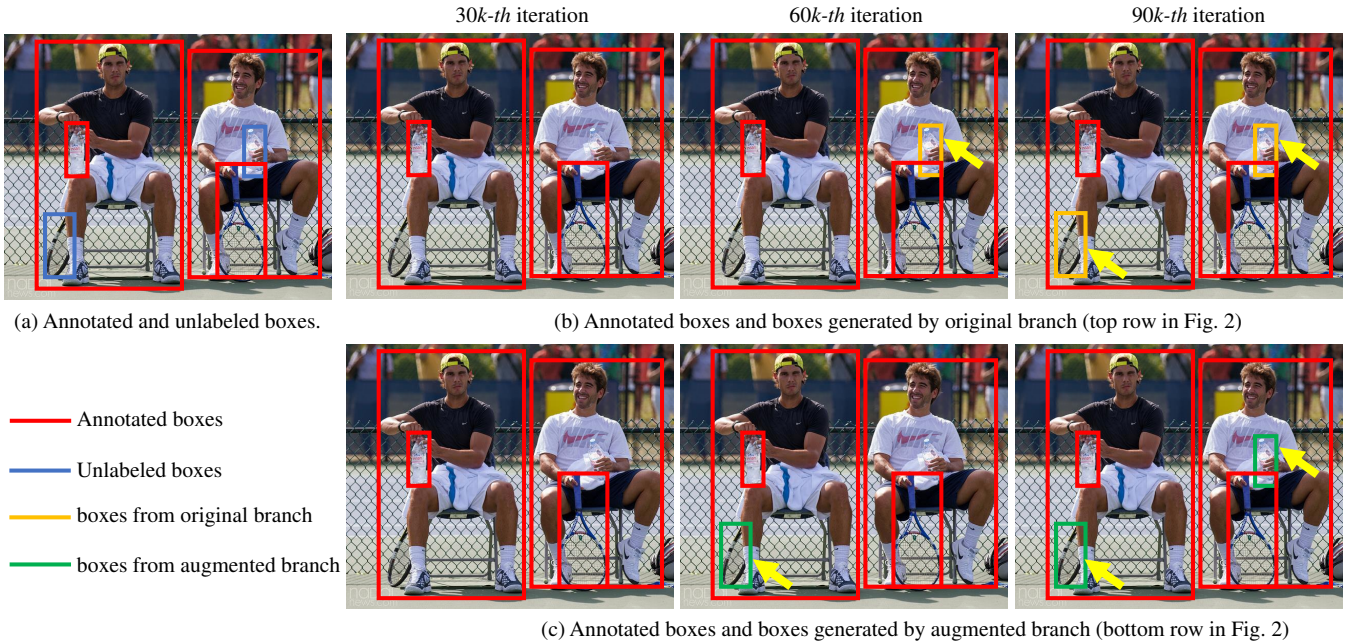 30k-th iteration
60k-th iteration
90k-th iteration
(a) Annotated and unlabeled boxes.
(b) Annotated boxes and boxes generated by original branch (top row in Fig. 2)
Annotated boxes
Unlabeled boxes
boxes from original branch
boxes from augmented branch
(c) Annotated boxes and boxes generated by augmented branch (bottom row in Fig. 2)